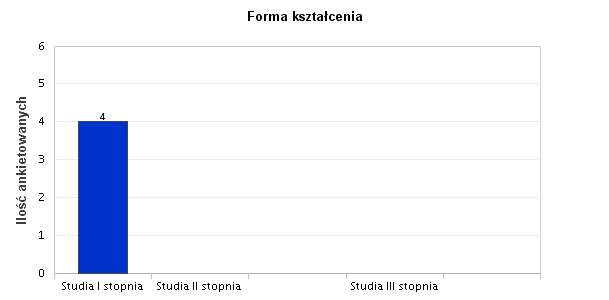 Forma kształcenia
Ilość ankietowanych
6
5
4
3
2
1
0
4
Studia I stopnia
Studia II stopnia
Studia III stopnia